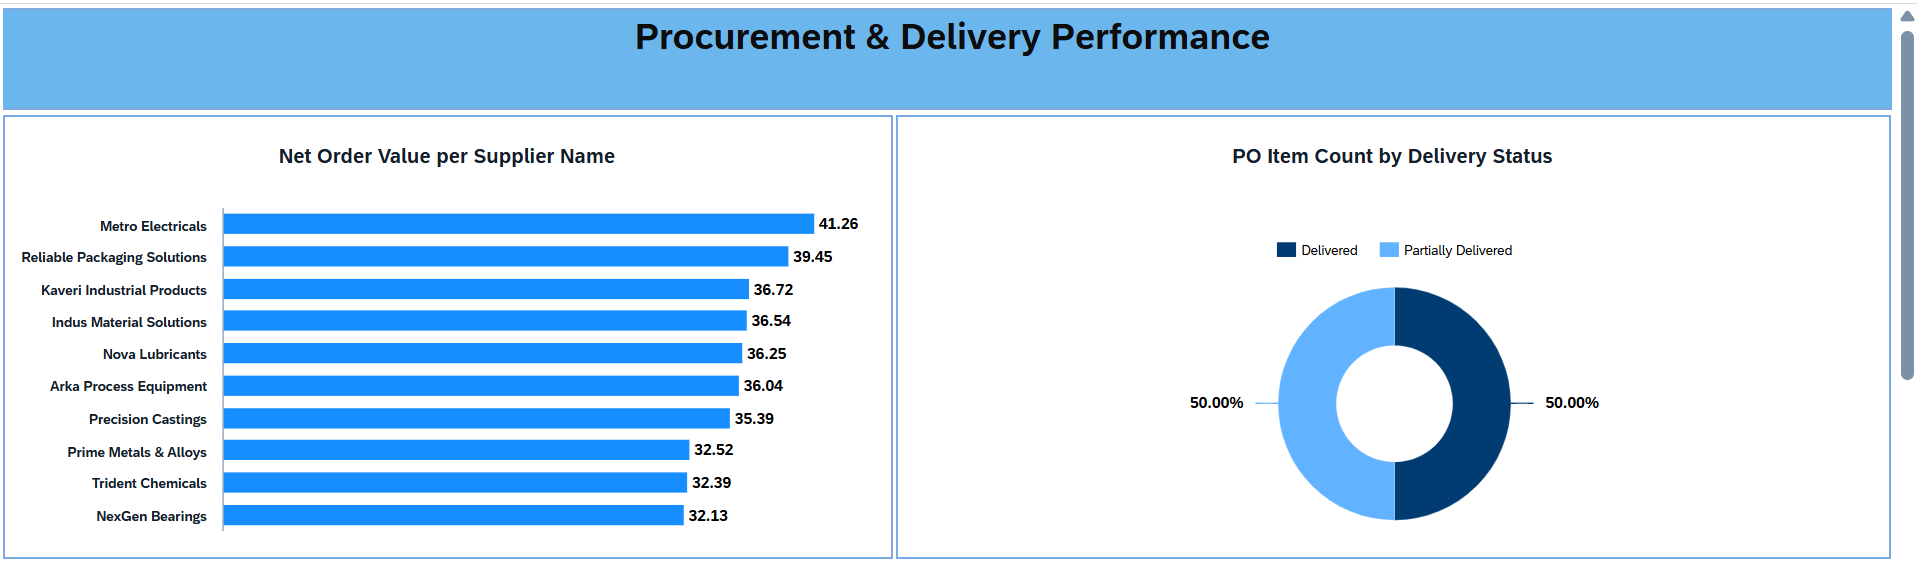 Procurement & Delivery Performance
Net Order Value per Supplier Name
Metro Electricals 41.26
Reliable Packaging Solutions 39.45
Kaveri Industrial Products 36.72
Indus Material Solutions 36.54
Nova Lubricants 36.25
Arka Process Equipment 36.04
Precision Castings 35.39
Prime Metals & Alloys 32.52
Trident Chemicals 32.39
NexGen Bearings 32.13
PO Item Count by Delivery Status
Delivered Partially Delivered
50.00% 50.00%